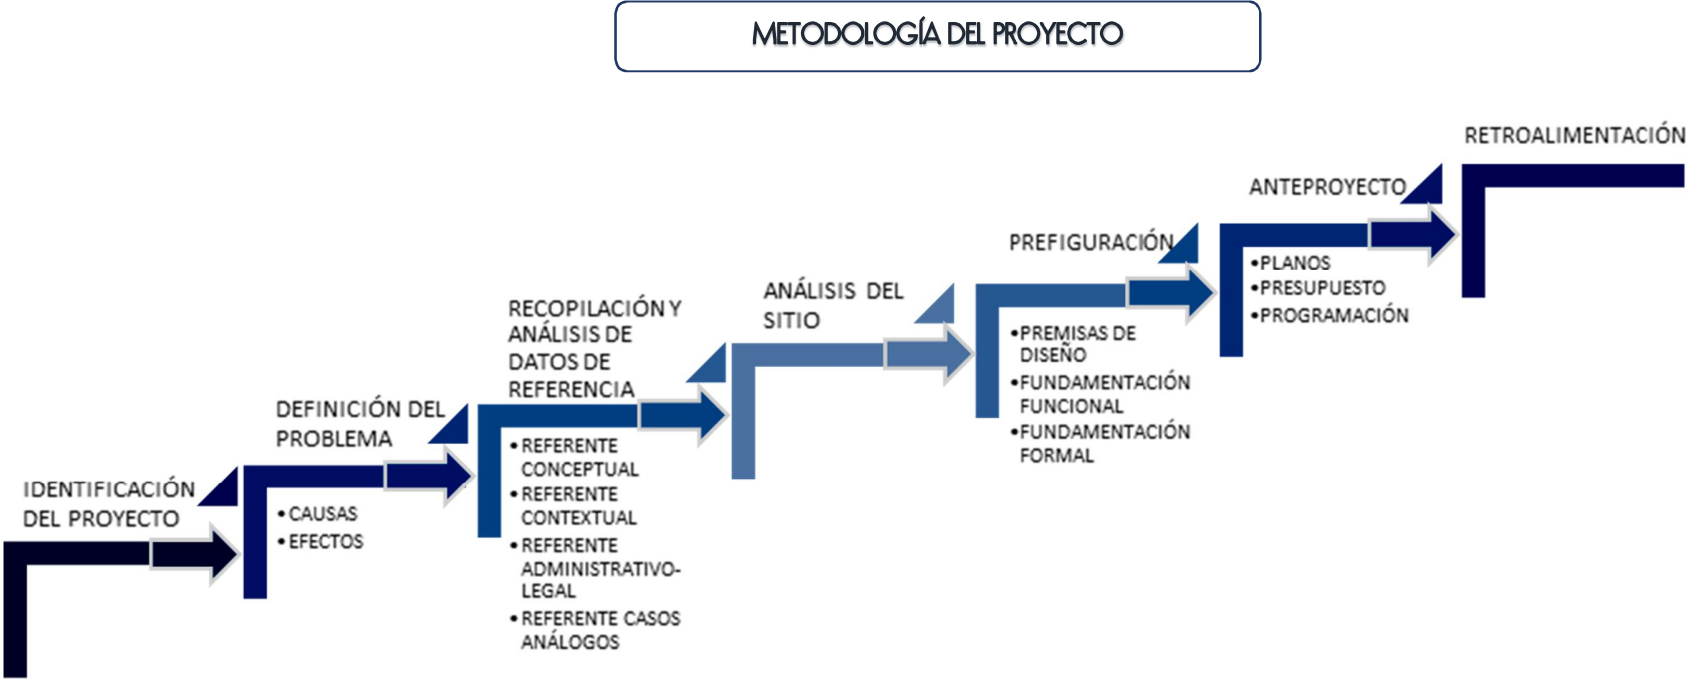 METODOLOGÍA DEL PROYECTO
IDENTIFICACIÓN
DEL PROYECTO
DEFINICIÓN DEL
PROBLEMA
•CAUSAS
•EFECTOS
RECOPILACIÓN Y
ANÁLISIS DE
DATOS DE
REFERENCIA
•REFERENTE
CONCEPTUAL
•REFERENTE
CONTEXTUAL
•REFERENTE
ADMINISTRATIVO-
LEGAL
•REFERENTE CASOS
ANÁLOGOS
ANÁLISIS DEL
SITIO
PREFIGURACIÓN
•PREMISAS DE
DISEÑO
•FUNDAMENTACIÓN
FUNCIONAL
•FUNDAMENTACIÓN
FORMAL
ANTEPROYECTO
•PLANOS
•PRESUPUESTO
•PROGRAMACIÓN
RETROALIMENTACIÓN